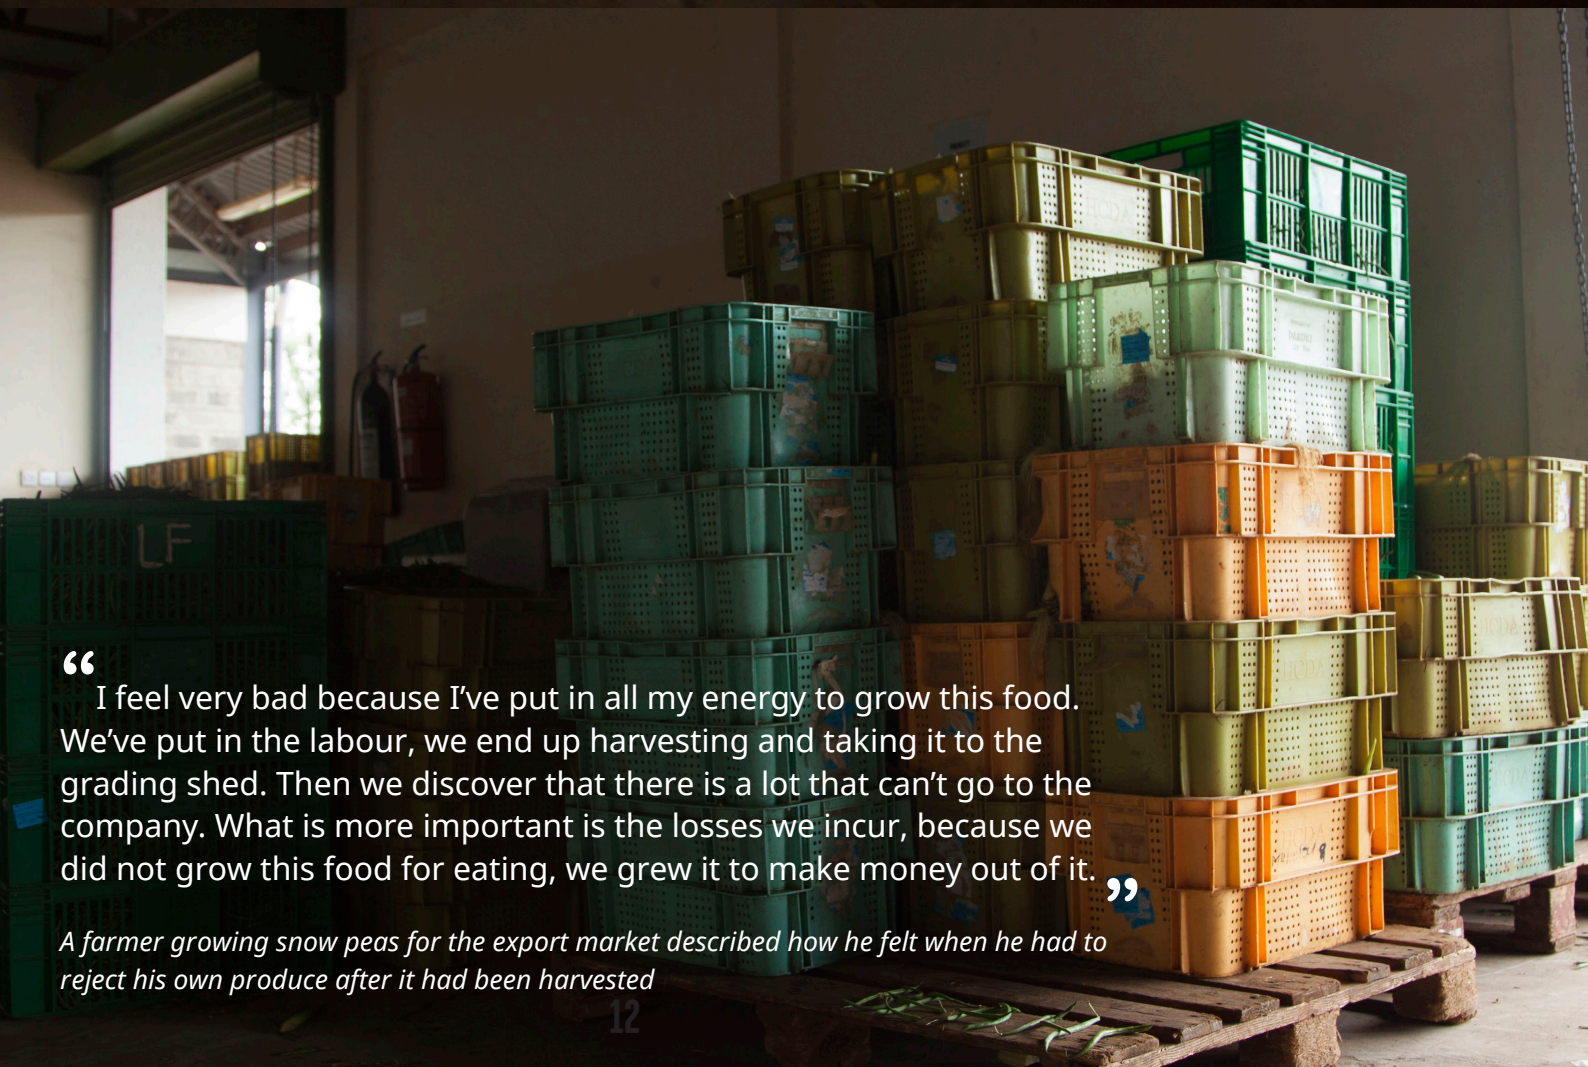 LF
“
I feel very bad because I’ve put in all my energy to grow this food.
We’ve put in the labour, we end up harvesting and taking it to the
grading shed. Then we discover that there is a lot that can’t go to the
company. What is more important is the losses we incur, because we
did not grow this food for eating, we grew it to make money out of it. ”
A farmer growing snow peas for the export market described how he felt when he had to
reject his own produce after it had been harvested
12
HCDA
HCDA
HCDA